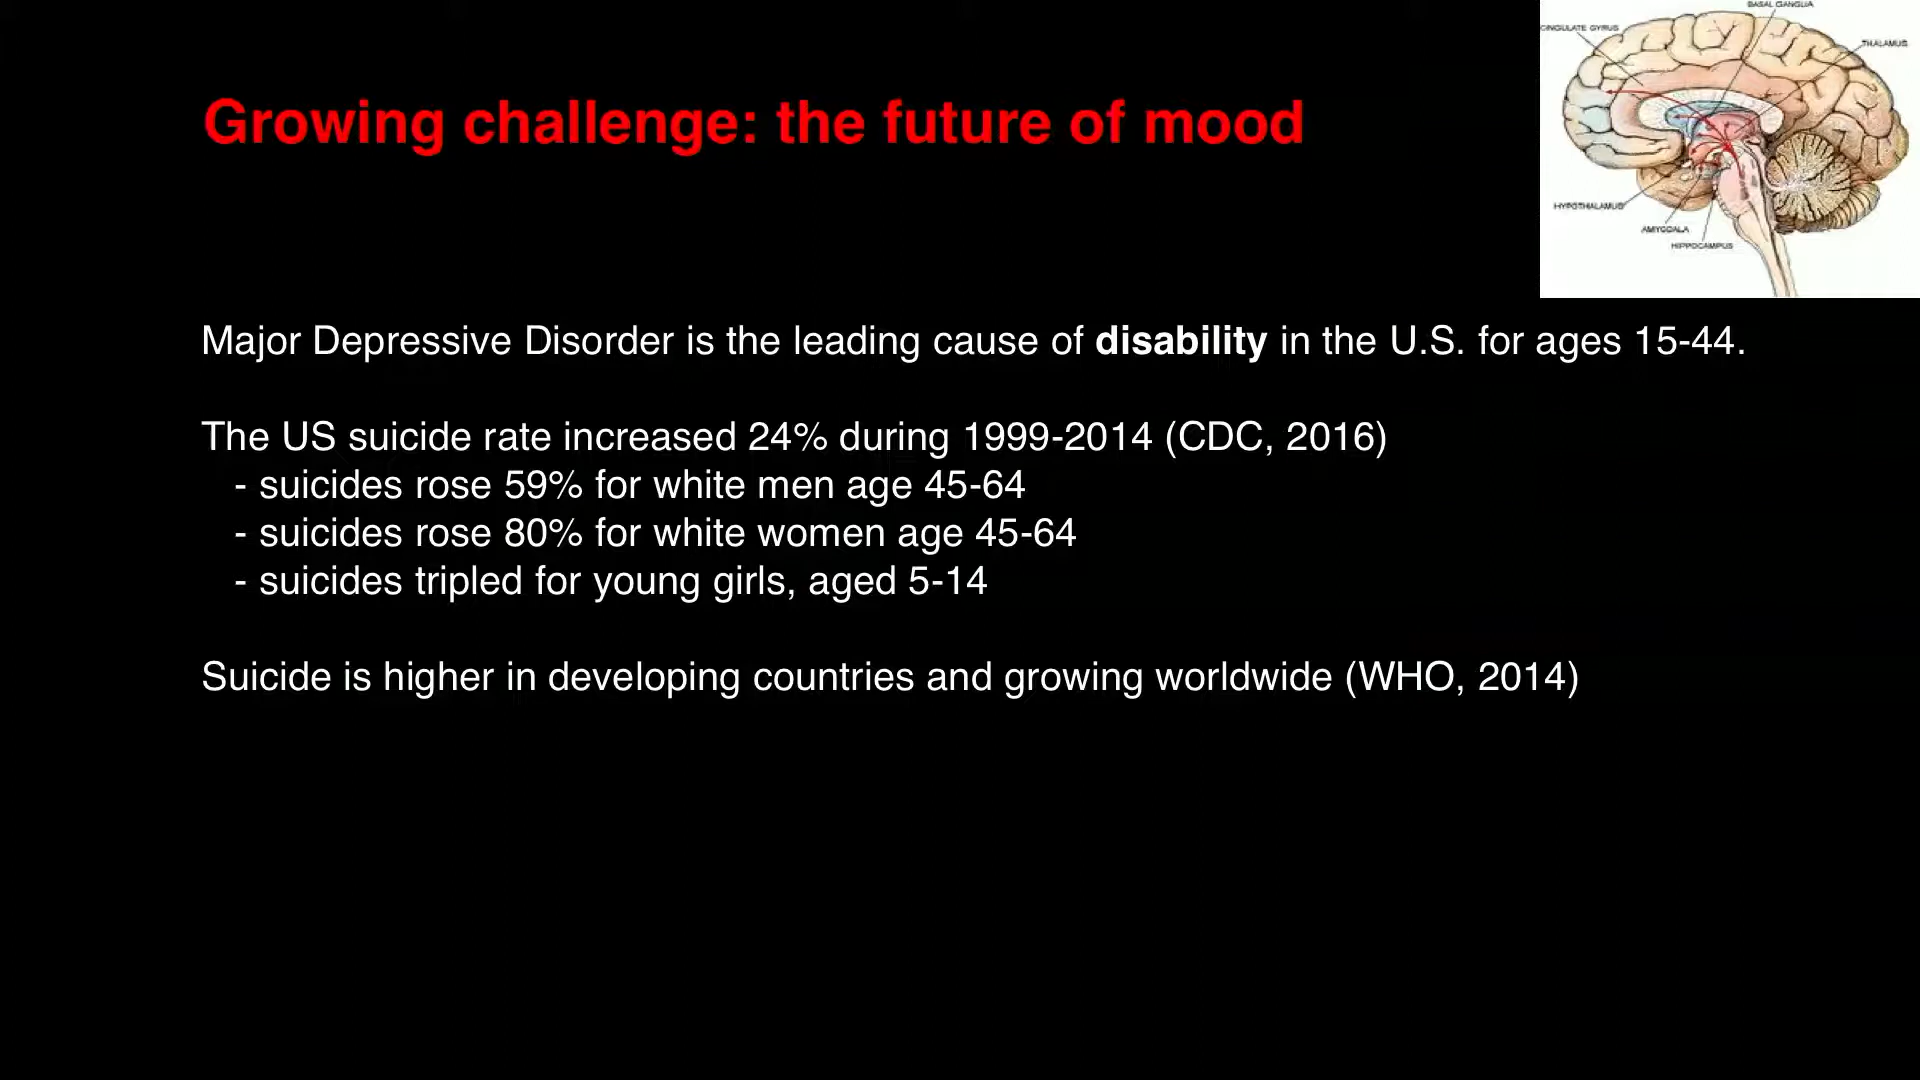 BASAL GANGLIA
CINGULATE GYRUS
THALAMUS
Growing challenge: the future of mood
HYPOTHALAMUS
AMYGDALA
HIPPOCAMPUS
Major Depressive Disorder is the leading cause of disability in the U.S. for ages 15-44.
The US suicide rate increased 24% during 1999-2014 (CDC, 2016)
- suicides rose 59% for white men age 45-64
- suicides rose 80% for white women age 45-64
- suicides tripled for young girls, aged 5-14
Suicide is higher in developing countries and growing worldwide (WHO, 2014)